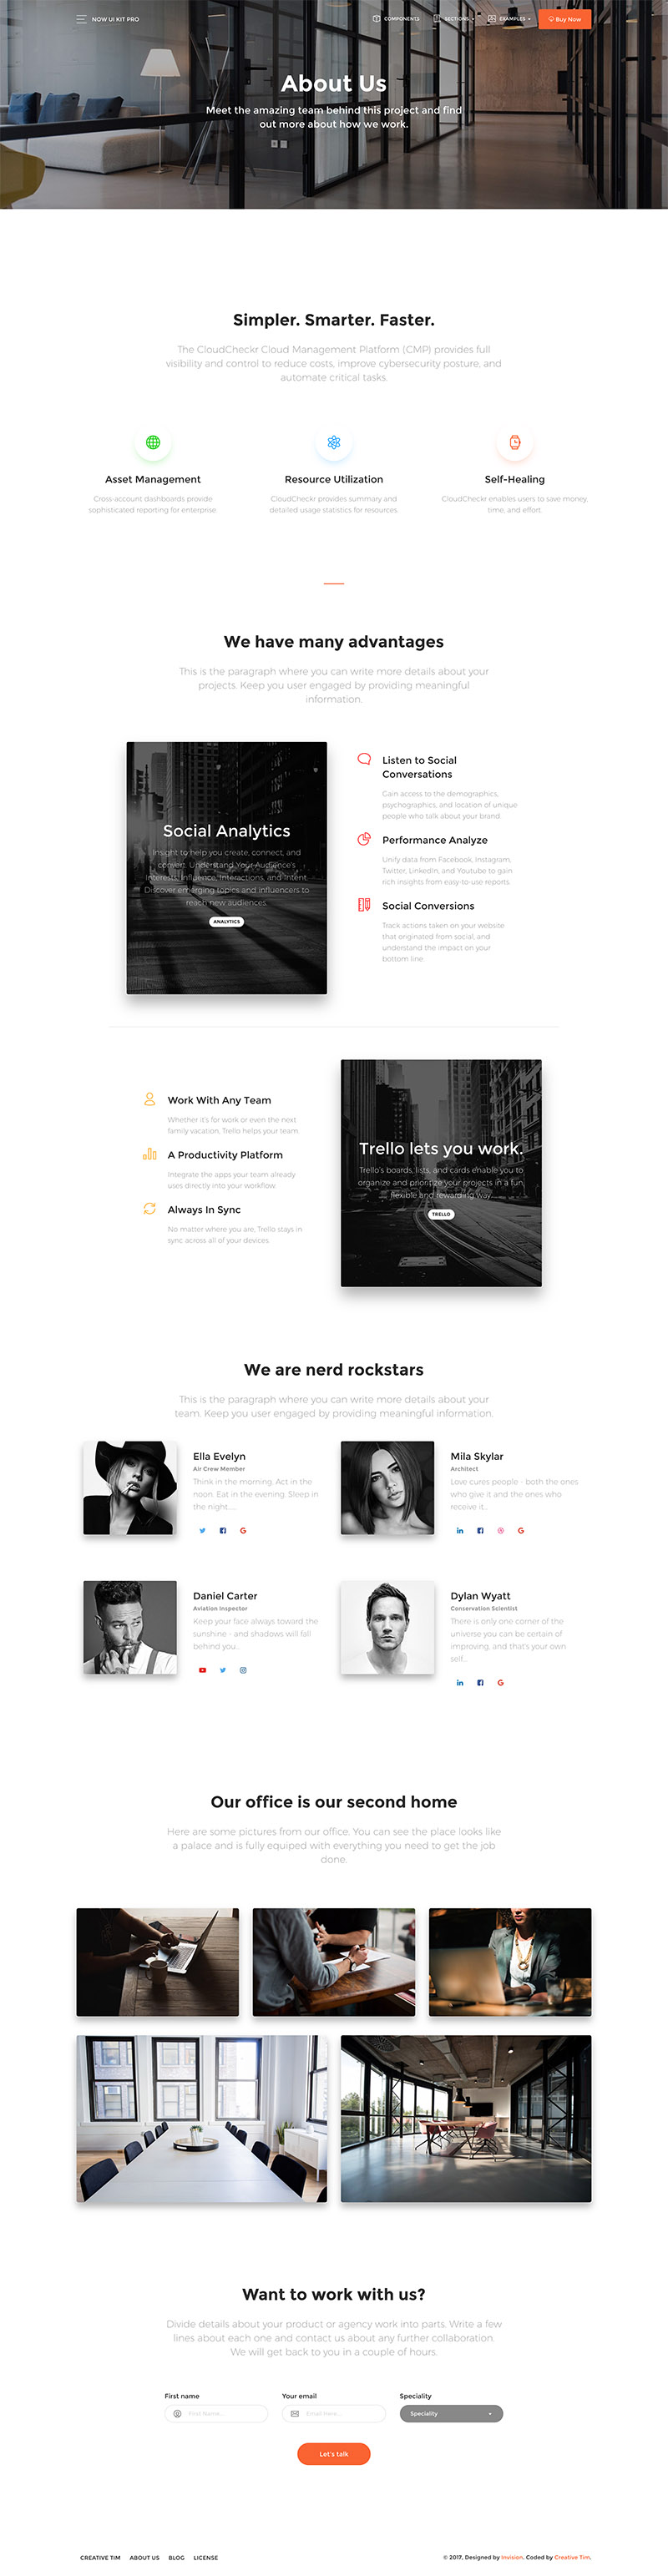 NOW UI KIT PRO
COMPONENTS
SECTIONS
EXAMPLES
Buy Now
About Us
Meet the amazing team behind this project and find
out more about how we work.
Simpler. Smarter. Faster.
The CloudCheckr Cloud Management Platform (CMP) provides full
visibility and control to reduce costs, improve cybersecurity posture, and
automate critical tasks.
Asset Management
Cross-account dashboards provide
sophisticated reporting for enterprise.
Resource Utilization
CloudCheckr provides summary and
detailed usage statistics for resources.
Self-Healing
CloudCheckr enables users to save money,
time, and effort.
We have many advantages
This is the paragraph where you can write more details about your
projects. Keep you user engaged by providing meaningful
information.
Social Analytics
Insight to help you create, connect, and
convert. Understand Your Audience's
Interests, Influence, Interactions, and Intent.
Discover emerging topics and influencers to
reach new audiences.
ANALYTICS
Listen to Social
Conversations
Gain access to the demographics,
psychographics, and location of unique
people who talk about your brand.
Performance Analyze
Unify data from Facebook, Instagram,
Twitter, LinkedIn, and Youtube to gain
rich insights from easy-to-use reports.
Social Conversions
Track actions taken on your website
that originated from social, and
understand the impact on your
bottom line.
Work With Any Team
Whether it's for work or even the next
family vacation, Trello helps your team.
A Productivity Platform
Integrate the apps your team already
uses directly into your workflow.
Always In Sync
No matter where you are, Trello stays in
sync across all of your devices.
Trello lets you work.
Trello's boards, lists, and cards enable you to
organize and prioritize your projects in a fun,
flexible and rewarding way.
TRELLO
We are nerd rockstars
This is the paragraph where you can write more details about your
team. Keep you user engaged by providing meaningful information.
Ella Evelyn
Air Crew Member
Think in the morning. Act in the
noon. Eat in the evening. Sleep in
the night......
Mila Skylar
Architect
Love cures people - both the ones
who give it and the ones who
receive it...
Daniel Carter
Aviation Inspector
Keep your face always toward the
sunshine - and shadows will fall
behind you...
Dylan Wyatt
Conservation Scientist
There is only one corner of the
universe you can be certain of
improving, and that's your own
self...
Our office is our second home
Here are some pictures from our office. You can see the place looks like
a palace and is fully equiped with everything you need to get the job
done.
Want to work with us?
Divide details about your product or agency work into parts. Write a few
lines about each one and contact us about any further collaboration.
We will get back to you in a couple of hours.
First name
Your email
Speciality
First Name...
Email Here...
Speciality
Let's talk
CREATIVE TIM
ABOUT US
BLOG
LICENSE
© 2017, Designed by Invision. Coded by Creative Tim.